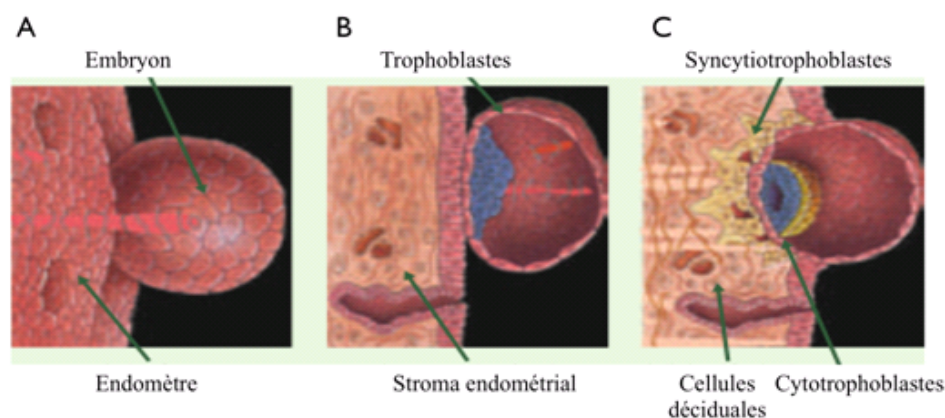 A
B
C
Embryon
Trophoblastes
Syncytiotrophoblastes
Endomètre
Stroma endométrial
Cellules
déciduales
Cytotrophoblastes